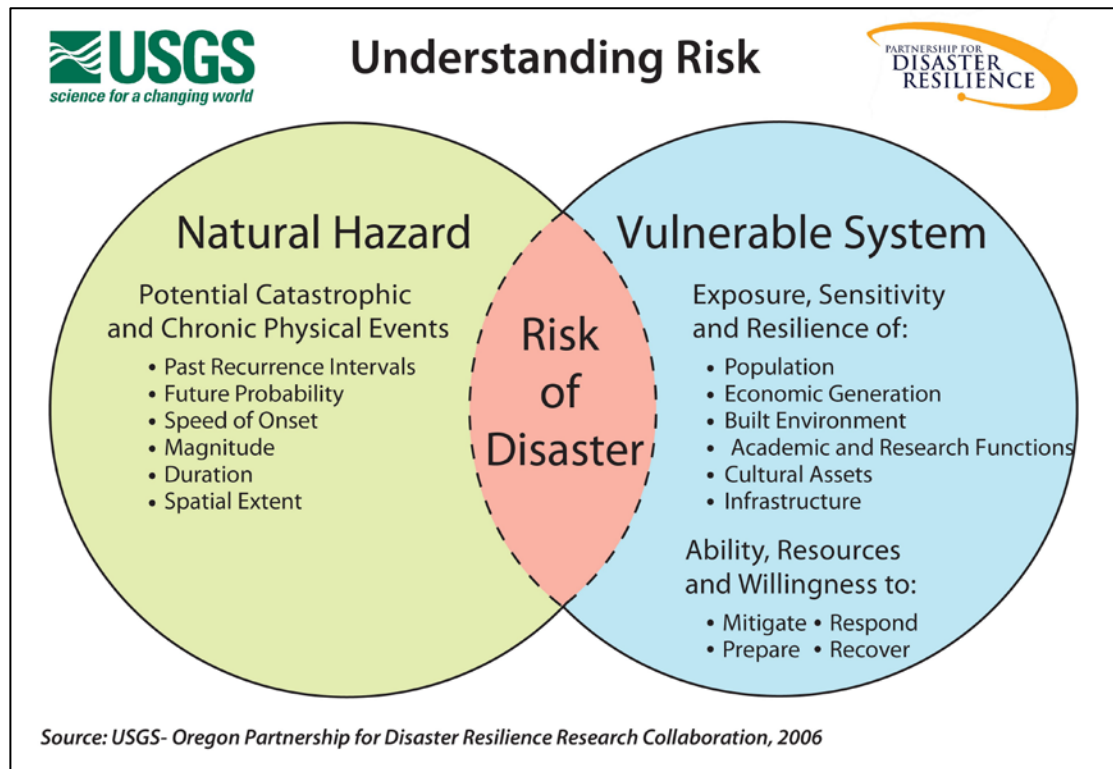 USGS
science for a changing world
Understanding Risk
PARTNERSHIP FOR
DISASTER
RESILIENCE
Natural Hazard
Potential Catastrophic
and Chronic Physical Events
• Past Recurrence Intervals
• Future Probability
• Speed of Onset
• Magnitude
• Duration
• Spatial Extent
Risk
of
Disaster
Vulnerable System
Exposure, Sensitivity
and Resilience of:
• Population
• Economic Generation
• Built Environment
• Academic and Research Functions
• Cultural Assets
• Infrastructure
Ability, Resources
and Willingness to:
• Mitigate • Respond
• Prepare • Recover
Source: USGS- Oregon Partnership for Disaster Resilience Research Collaboration, 2006